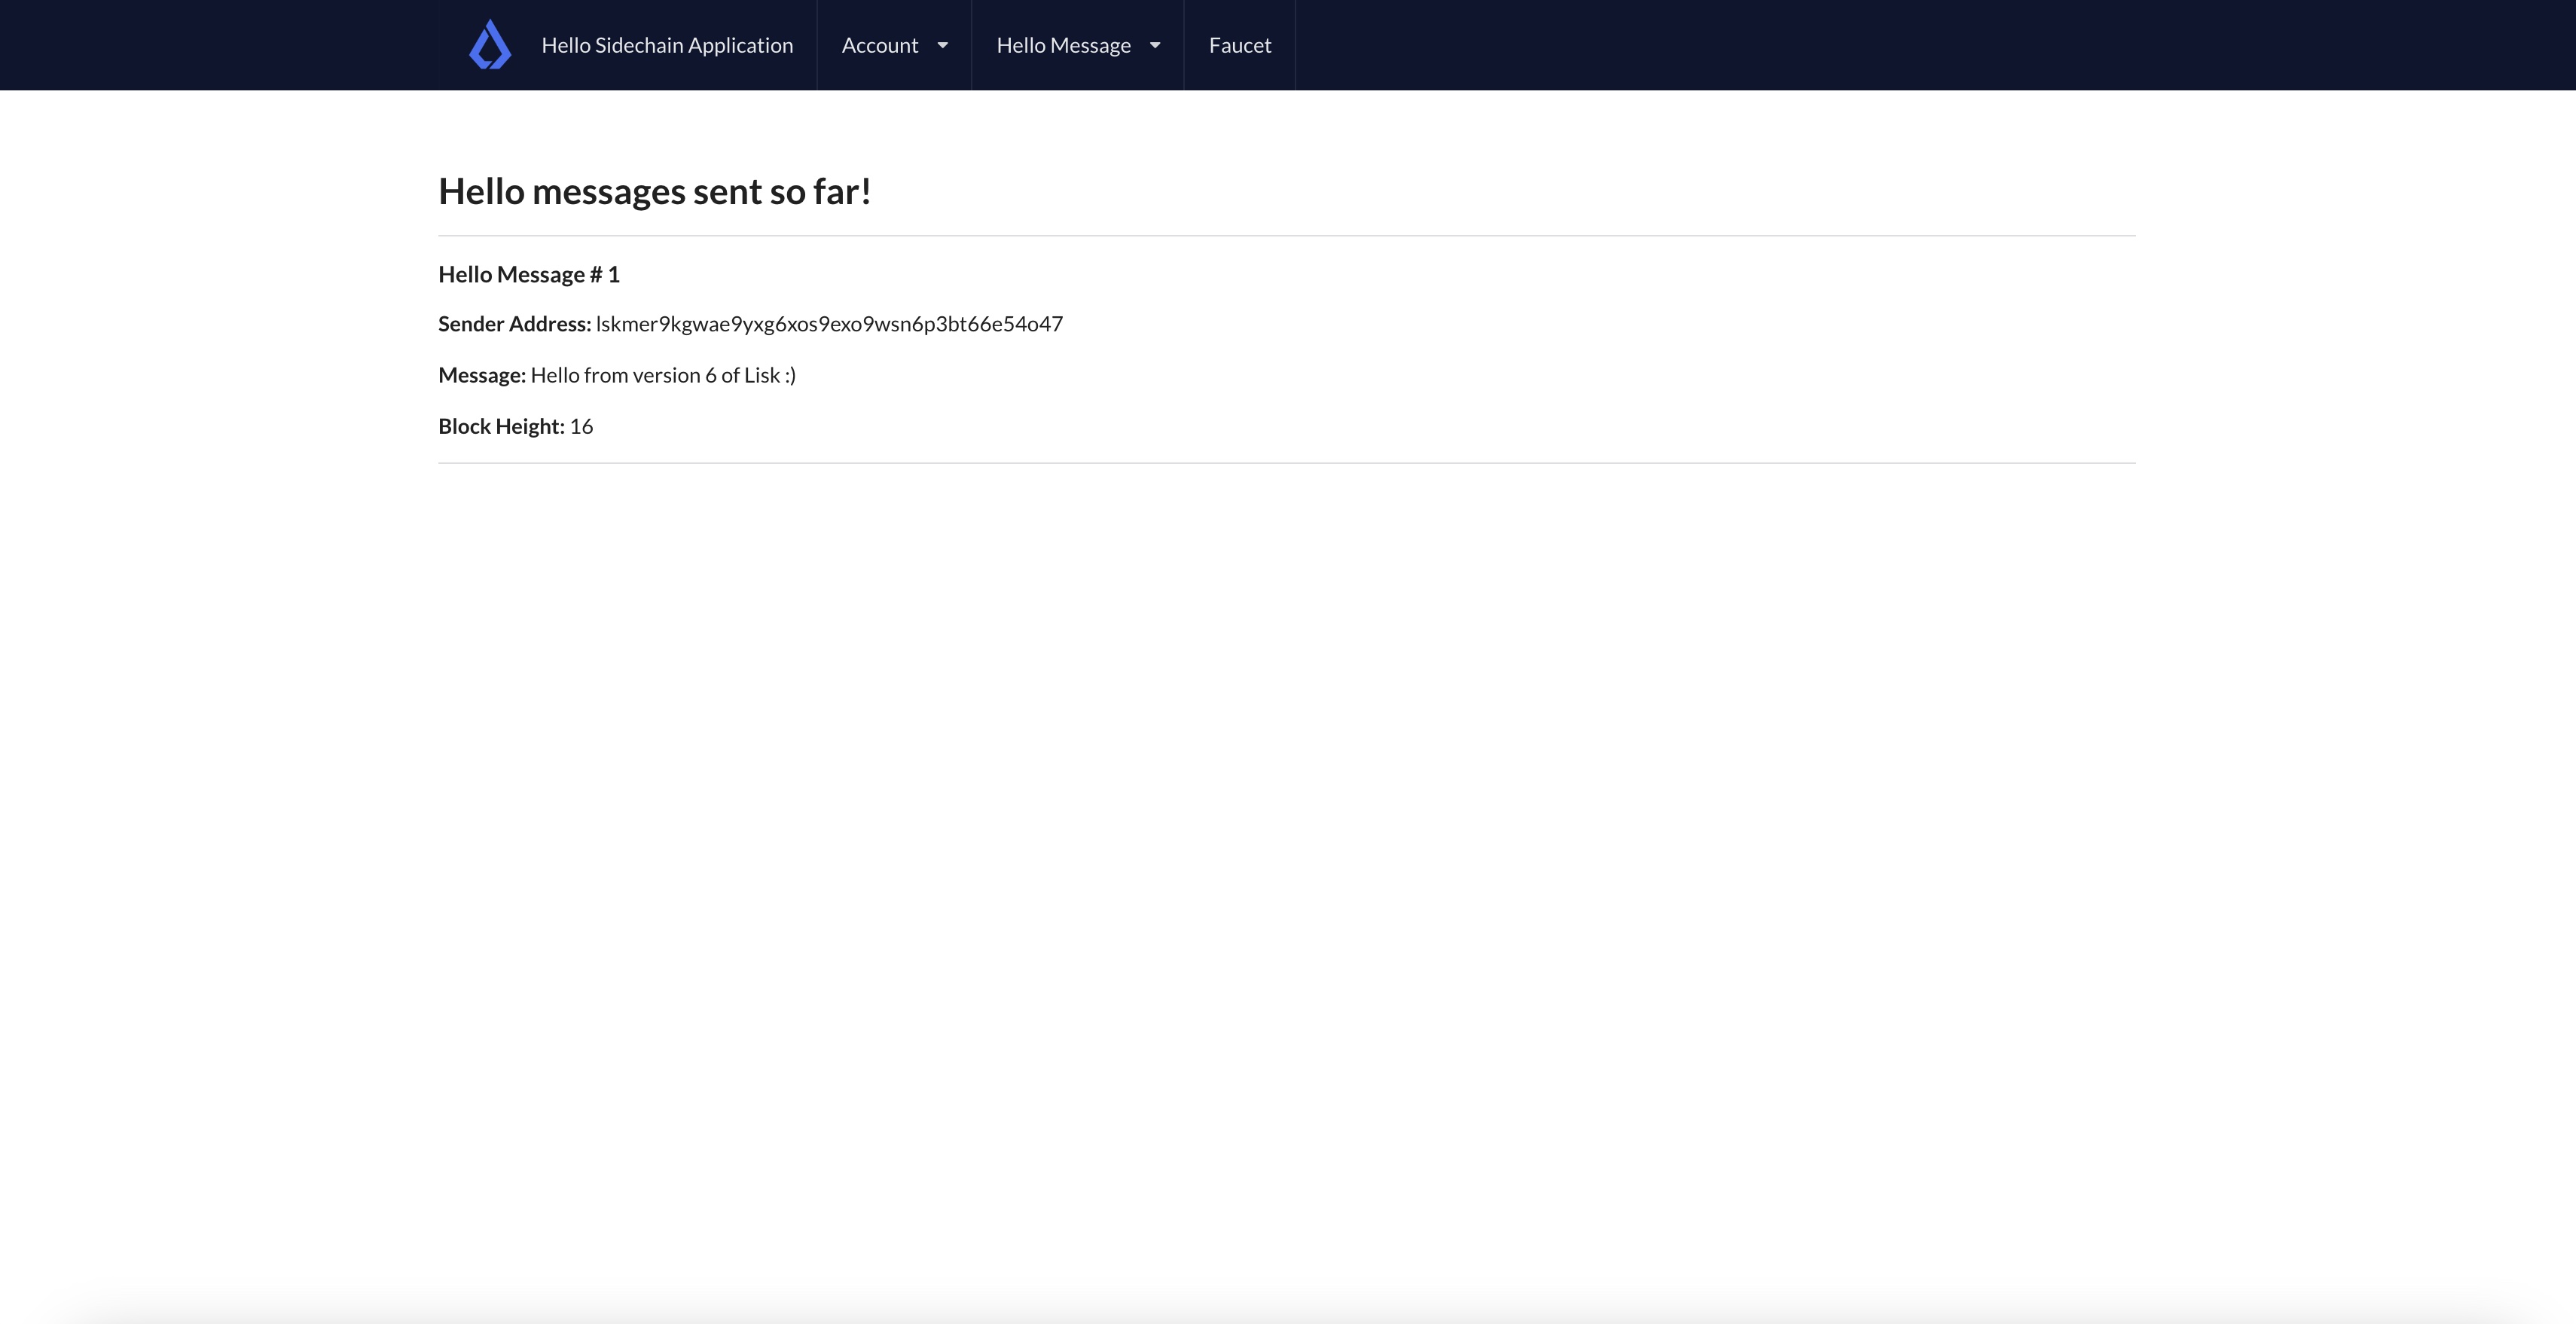 Hello Sidechain Application Account Hello Message Faucet
Hello messages sent so far!
Hello Message # 1
Sender Address: lskmer9kgwae9yxg6xos9exo9wsn6p3bt66e54o47
Message: Hello from version 6 of Lisk :)
Block Height: 16